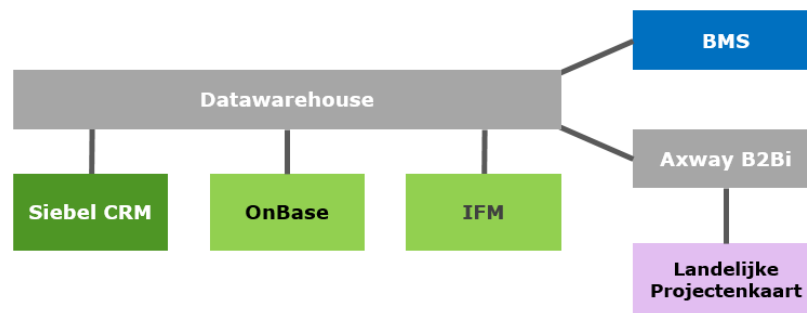 BMS
Datawarehouse
Axway B2Bi
Siebel CRM
OnBase
IFM
Landelijke
Projectenkaart